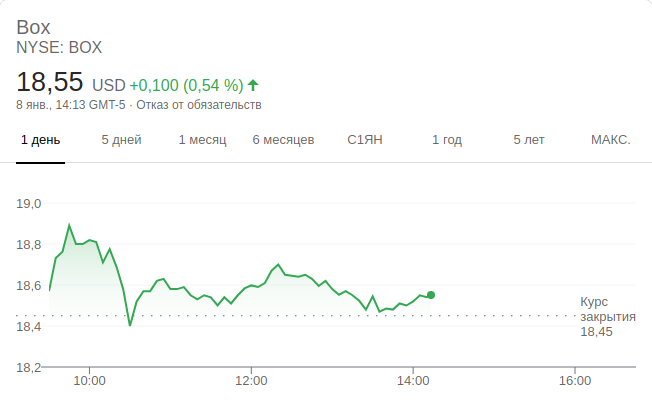 Box
NYSE: BOX
18,55 USD +0,100 (0,54 %)
8 янв., 14:13 GMT-5 · Отказ от обязательств
1 день 5 дней 1 месяц 6 месяцев С1ЯН 1 год 5 лет МАКС.
19,0
18,8
18,6
Курс
закрытия
18,45
18,4
18,2
10:00 12:00 14:00 16:00